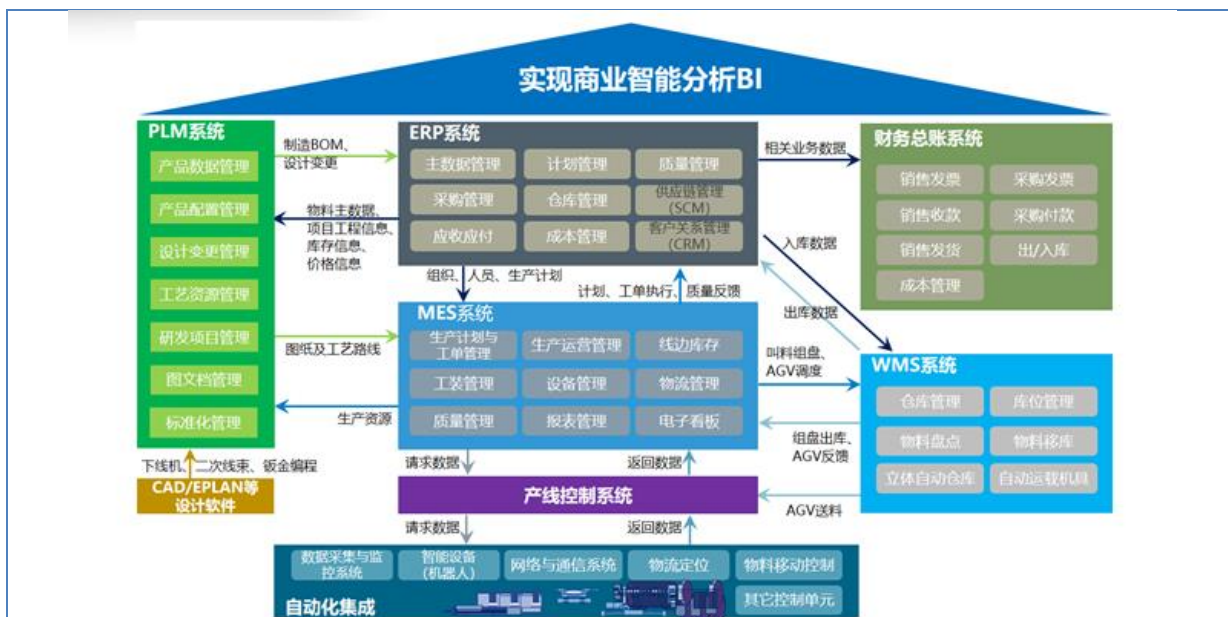 实现商业智能分析BI
PLM系统
产品数据管理
产品配置管理
设计变更管理
工艺资源管理
研发项目管理
图文档管理
标准化管理
制造BOM、
设计变更
物料主数据、
项目工程信息、
库存信息、
价格信息
图纸及工艺路线
生产资源
下线机、二次线束、钣金编程
CAD/EPLAN等
设计软件
ERP系统
主数据管理
计划管理
质量管理
采购管理
仓库管理
供应链管理
(SCM)
应收应付
成本管理
客户关系管理
(CRM)
组织、人员、生产计划
计划、工单执行、质量反馈
MES系统
生产计划与
工单管理
生产运营管理
线边库存
工装管理
设备管理
物流管理
质量管理
报表管理
电子看板
请求数据
返回数据
产线控制系统
请求数据
返回数据
数据采集与监
控系统
智能设备
(机器人)
网络与通信系统
物流定位
物料移动控制
其它控制单元
自动化集成
相关业务数据
财务总账系统
销售发票
采购发票
销售收款
采购付款
销售发货
出/入库
成本管理
入库数据
出库数据
叫料组盘、
AGV调度
组盘出库、
AGV反馈
AGV送料
WMS系统
仓库管理
库位管理
物料盘点
物料移库
立体自动仓库
自动运载机具